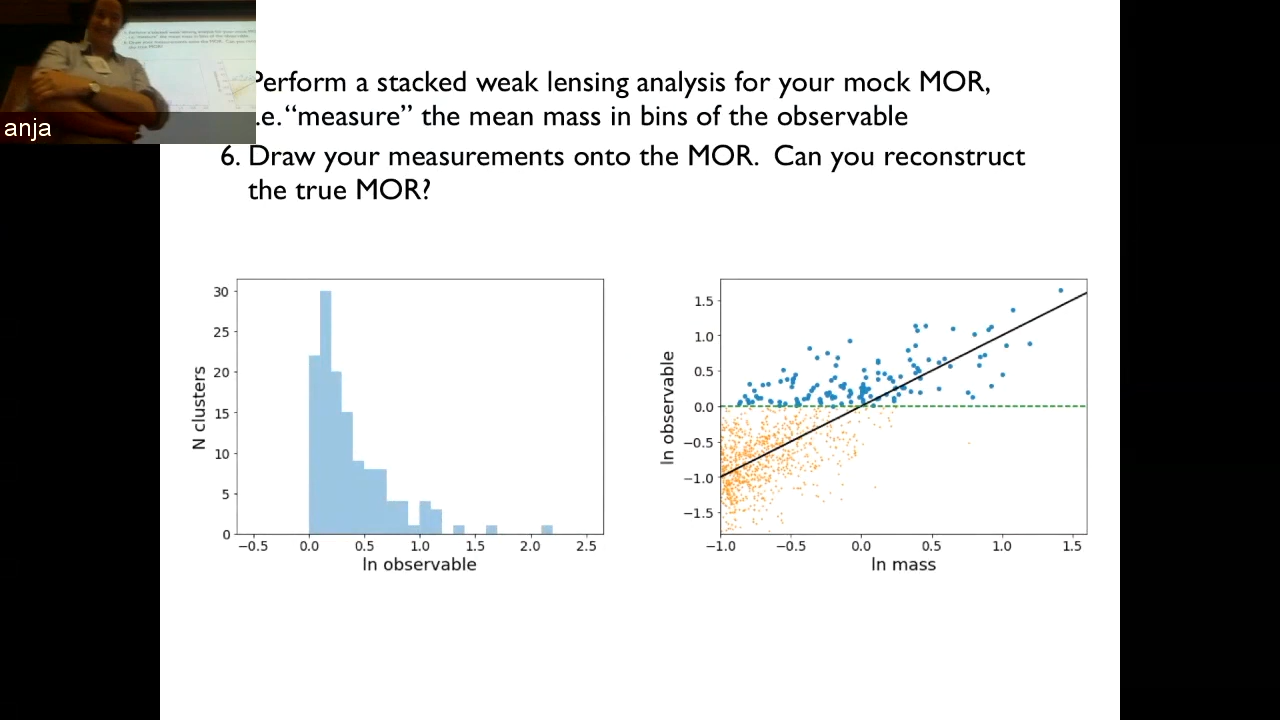 Perform a stacked weak lensing analysis for your mock MOR,
i.e. “measure” the mean mass in bins of the observable
anja
6. Draw your measurements onto the MOR. Can you reconstruct
the true MOR?
30
25
20
15
10
5
0
N clusters
−0.5 0.0 0.5 1.0 1.5 2.0 2.5
ln observable
1.5
1.0
0.5
0.0
−0.5
−1.0
−1.5
ln observable
−1.0 −0.5 0.0 0.5 1.0 1.5
ln mass